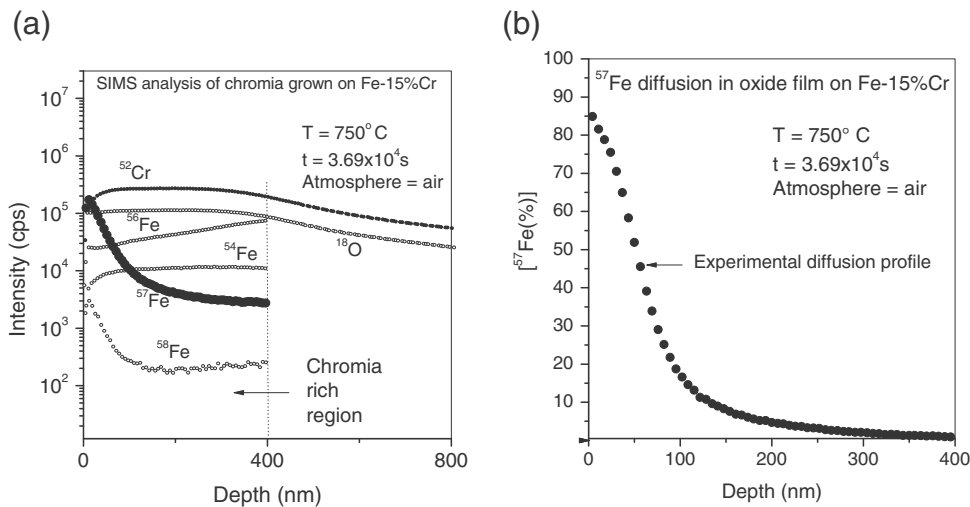 (a)
SIMS analysis of chromia grown on Fe-15%Cr
T = 750° C
t = 3.69x10⁴s
Atmosphere = air
⁵²Cr
⁵⁶Fe
¹⁸O
⁵⁴Fe
⁵⁷Fe
⁵⁸Fe
Chromia
rich
region
10⁷
10⁶
10⁵
10⁴
10³
10²
Intensity (cps)
0
400
800
Depth (nm)
(b)
⁵⁷Fe diffusion in oxide film on Fe-15%Cr
T = 750° C
t = 3.69x10⁴s
Atmosphere = air
Experimental diffusion profile
100
90
80
70
60
50
40
30
20
10
[⁵⁷Fe(%)]
0
100
200
300
400
Depth (nm)